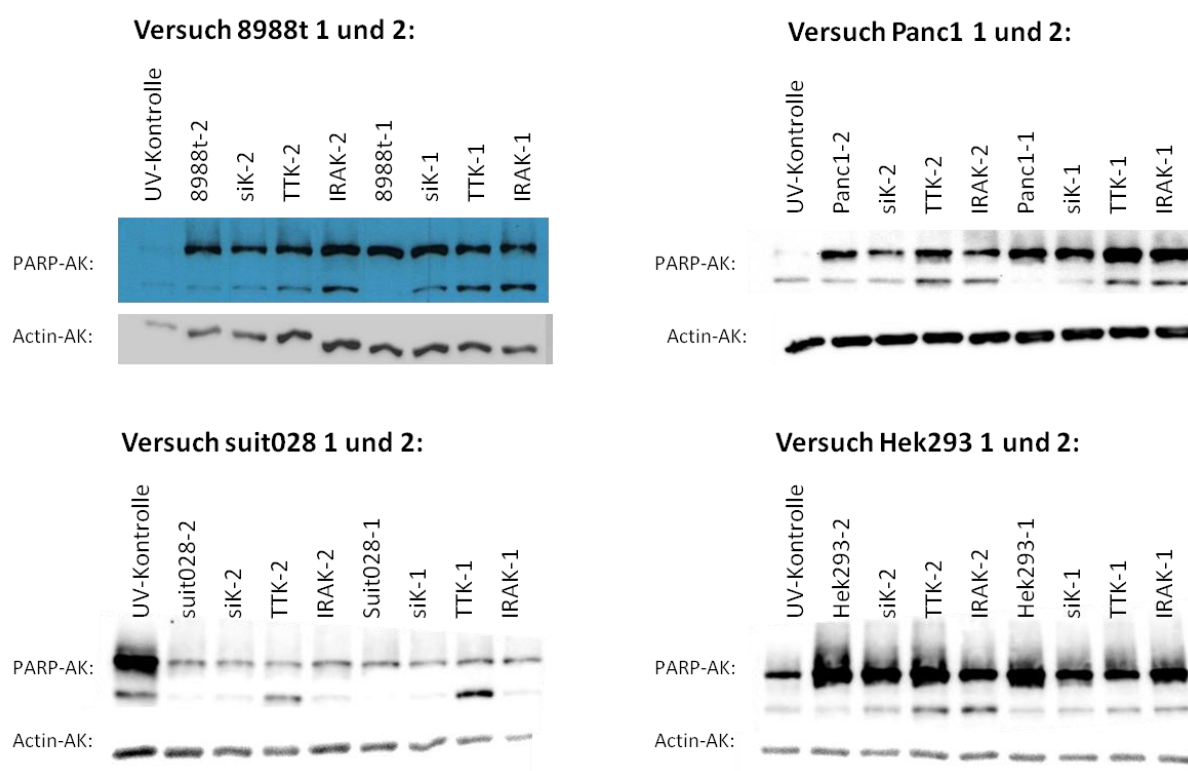 Versuch 8988t 1 und 2:
UV-Kontrolle
8988t-2
siK-2
TTK-2
IRAK-2
8988t-1
siK-1
TTK-1
IRAK-1
PARP-AK:
Actin-AK:
Versuch Panc1 1 und 2:
UV-Kontrolle
Panc1-2
siK-2
TTK-2
IRAK-2
Panc1-1
siK-1
TTK-1
IRAK-1
PARP-AK:
Actin-AK:
Versuch suit028 1 und 2:
UV-Kontrolle
suit028-2
siK-2
TTK-2
IRAK-2
Suit028-1
siK-1
TTK-1
IRAK-1
PARP-AK:
Actin-AK:
Versuch Hek293 1 und 2:
UV-Kontrolle
Hek293-2
siK-2
TTK-2
IRAK-2
Hek293-1
siK-1
TTK-1
IRAK-1
PARP-AK:
Actin-AK: